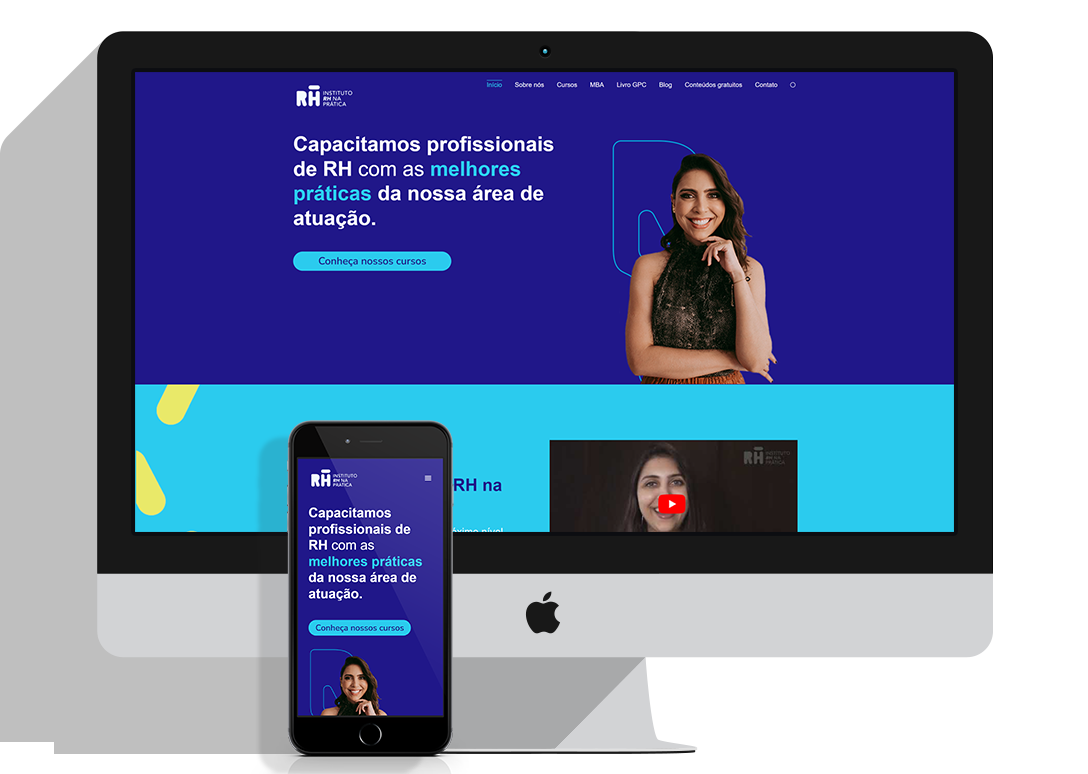 RH INSTITUTO
RH NA
PRÁTICA
Início Sobre nós Cursos MBA Livro GPC Blog Conteúdos gratuitos Contato
Capacitamos profissionais
de RH com as melhores
práticas da nossa área de
atuação.
Conheça nossos cursos
RH na
RH INSTITUTO
RH NA
PRÁTICA
máximo nível
RH INSTITUTO
RH NA
PRÁTICA
Capacitamos
profissionais de
RH com as
melhores práticas
da nossa área de
atuação.
Conheça nossos cursos